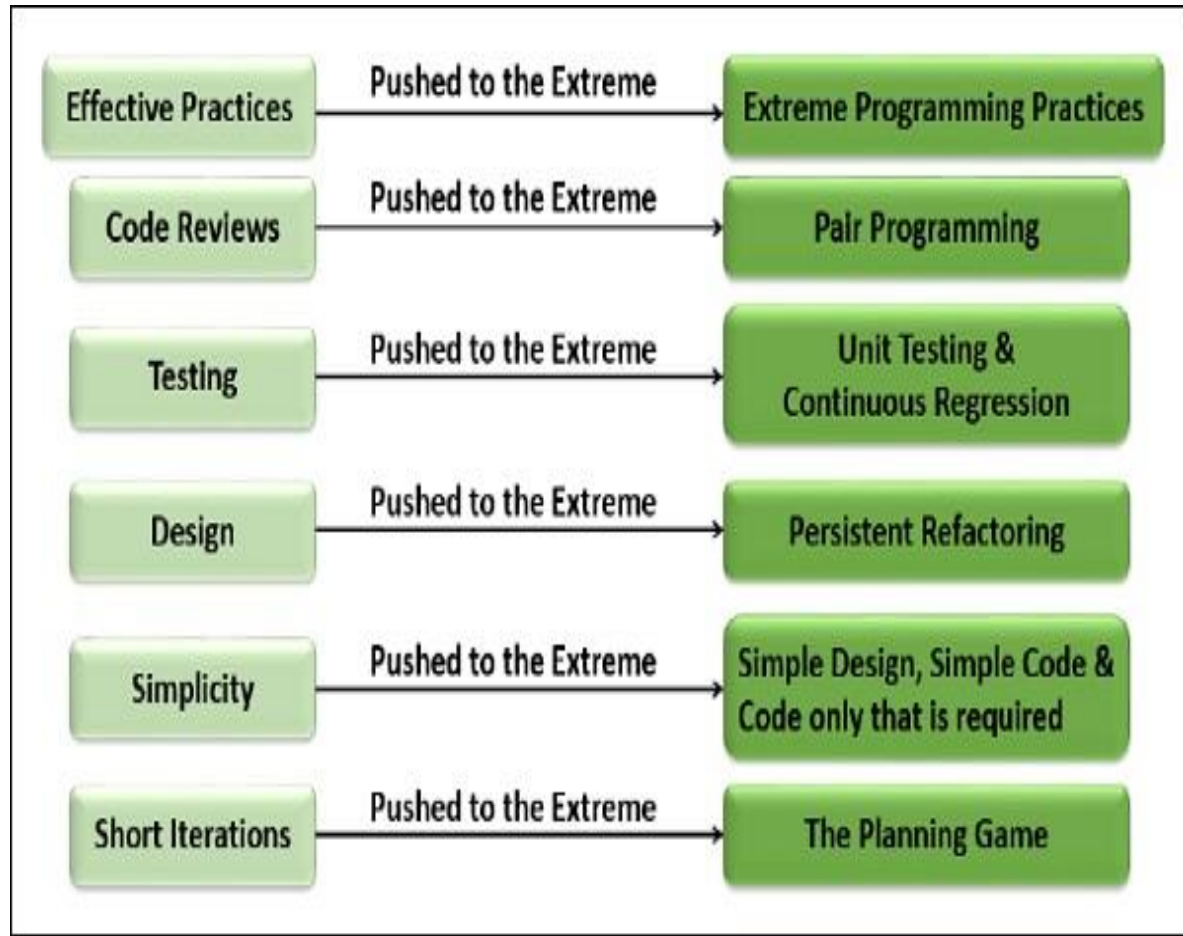 Effective Practices
Pushed to the Extreme
Extreme Programming Practices
Code Reviews
Pushed to the Extreme
Pair Programming
Testing
Pushed to the Extreme
Unit Testing &
Continuous Regression
Design
Pushed to the Extreme
Persistent Refactoring
Simplicity
Pushed to the Extreme
Simple Design, Simple Code &
Code only that is required
Short Iterations
Pushed to the Extreme
The Planning Game